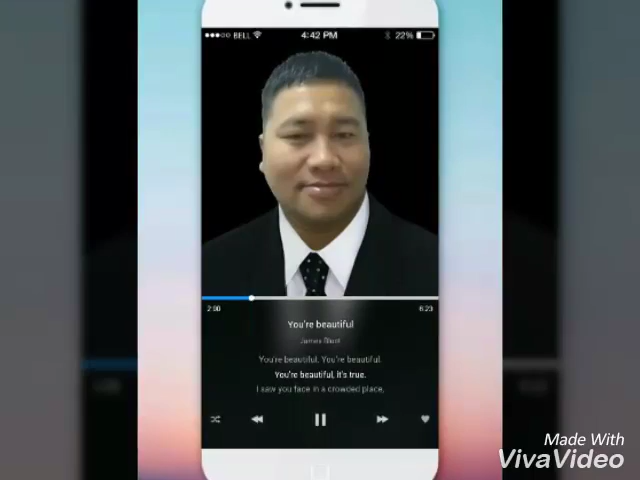 BELL 4:42 PM 22%
2:00 6:23
You're beautiful
James Blunt
You're beautiful. You're beautiful.
You're beautiful, it's true.
I saw you face in a crowded place,
Made With
VivaVideo